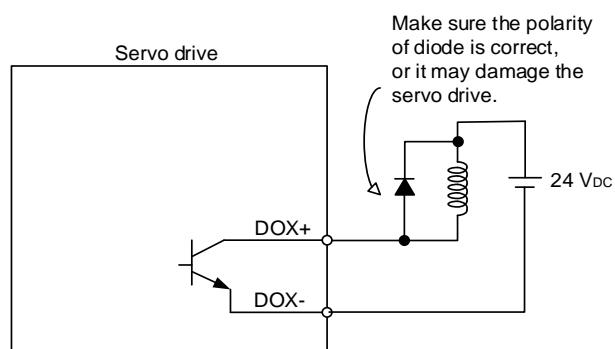 Make sure the polarity
of diode is correct,
or it may damage the
servo drive.
Servo drive
24 VDC
DOX+
DOX-